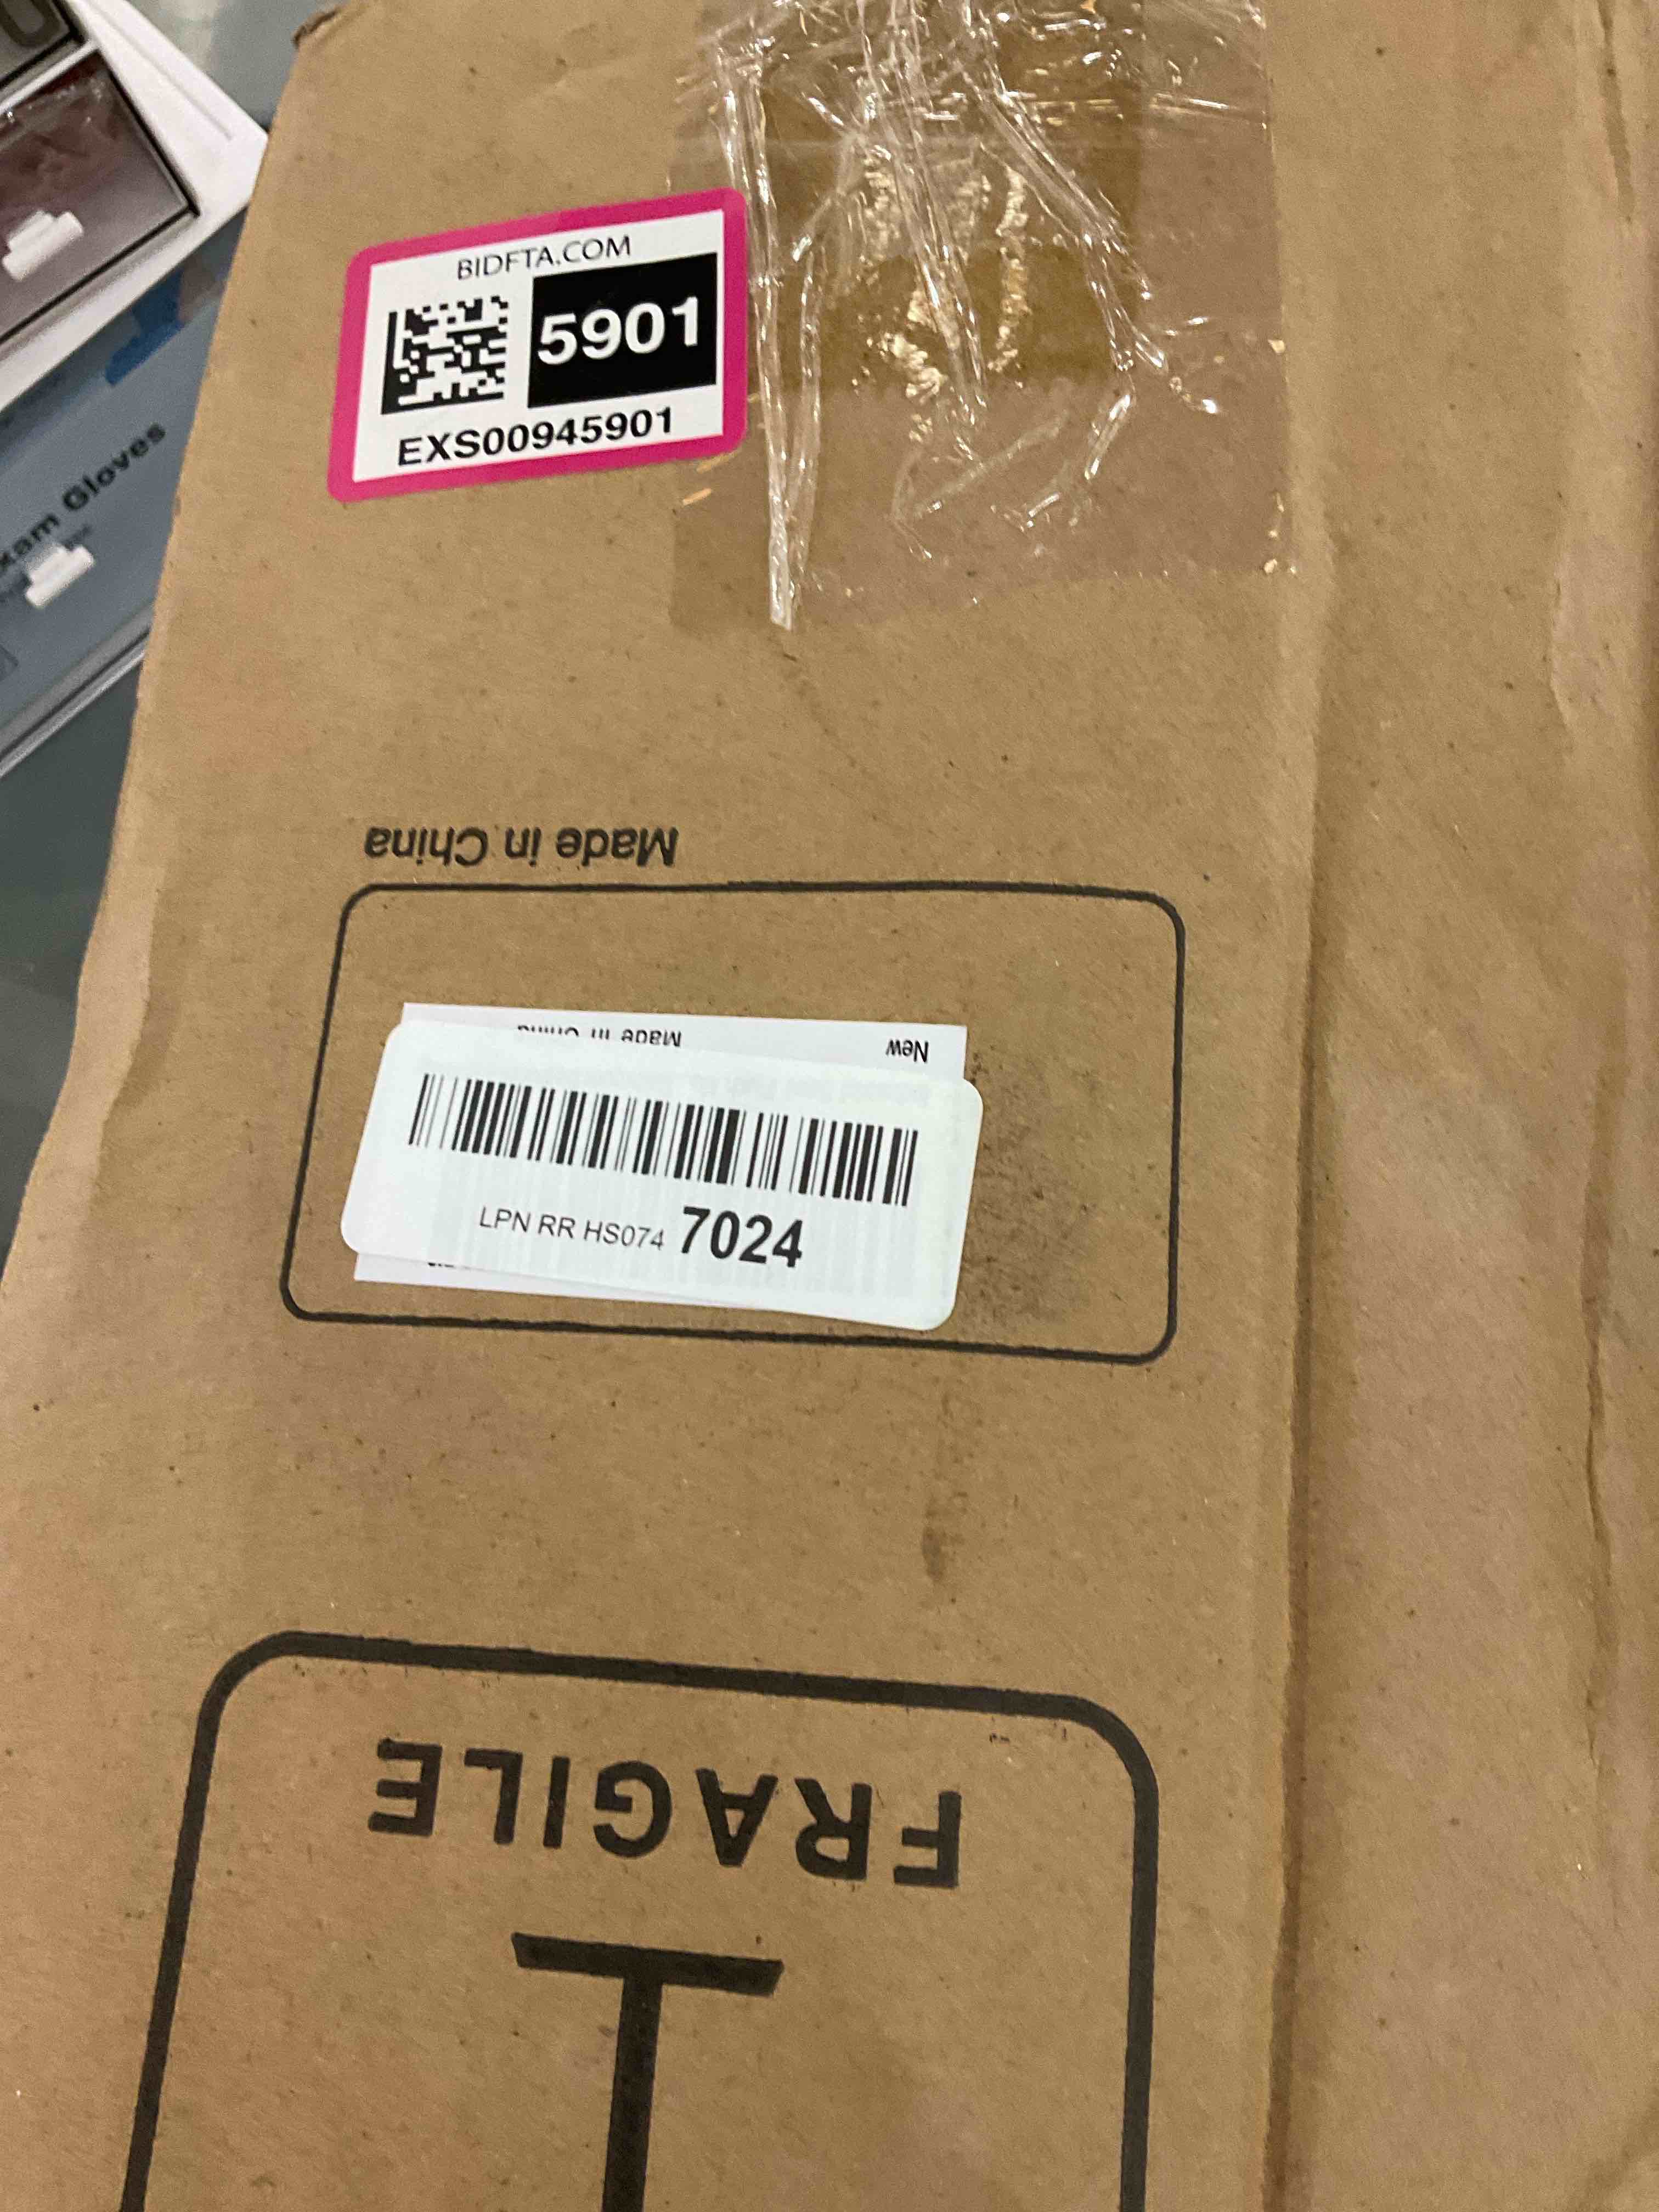 BIDFTA.COM
5901
EXS00945901
Exam Gloves
Made in China
New
Made in China
LPN RR HS074 7024
FRAGILE